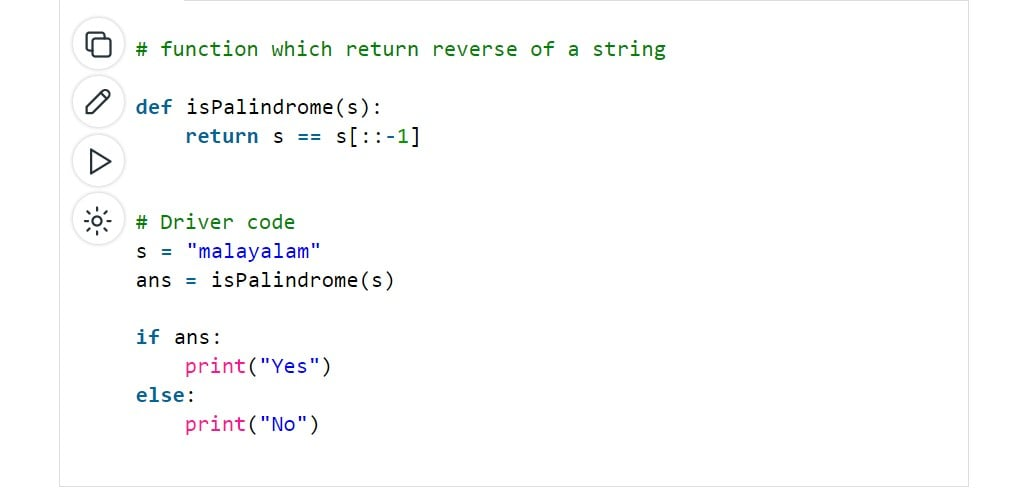 # function which return reverse of a string
def isPalindrome(s):
    return s == s[::-1]
# Driver code
s = "malayalam"
ans = isPalindrome(s)
if ans:
    print("Yes")
else:
    print("No")